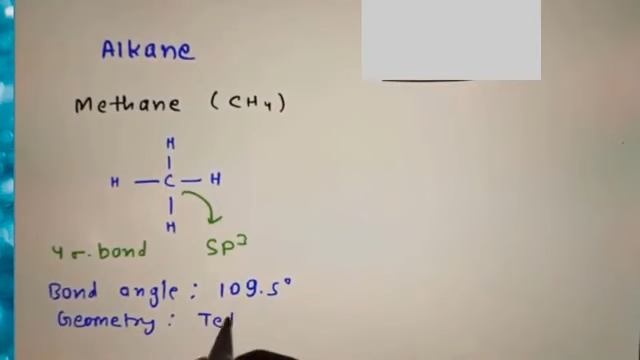 Alkane
Methane (CH4)
H
H — C — H
H
4 σ. bond sp3
Bond angle : 109.5°
Geometry : Te